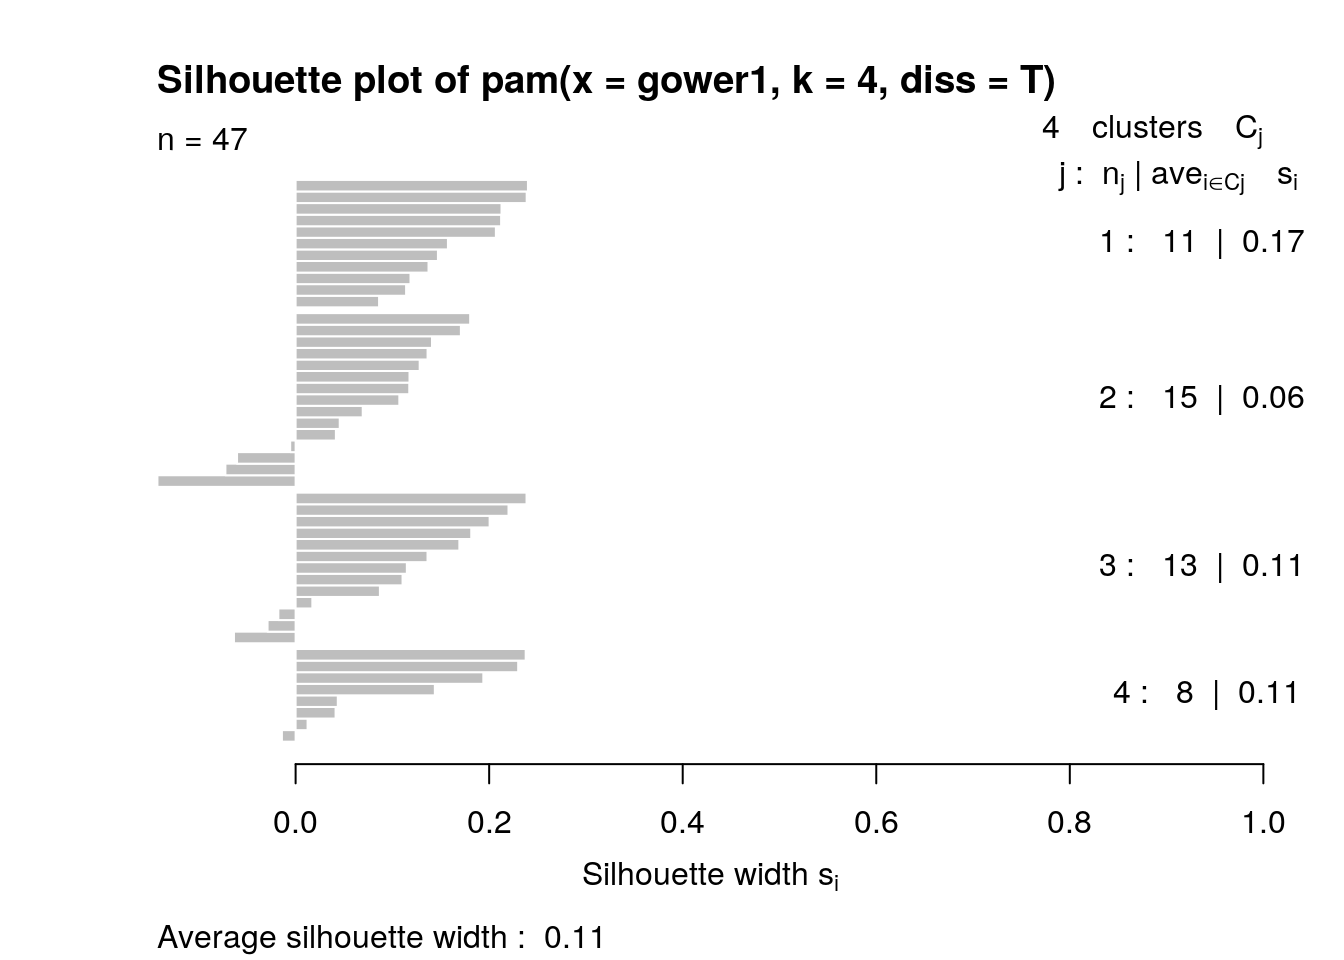 Silhouette plot of pam(x = gower1, k = 4, diss = T)
n = 47
4 clusters Cj
j : nj | avei∈Cj si
1 : 11 | 0.17
2 : 15 | 0.06
3 : 13 | 0.11
4 : 8 | 0.11
0.0 0.2 0.4 0.6 0.8 1.0
Silhouette width si
Average silhouette width : 0.11